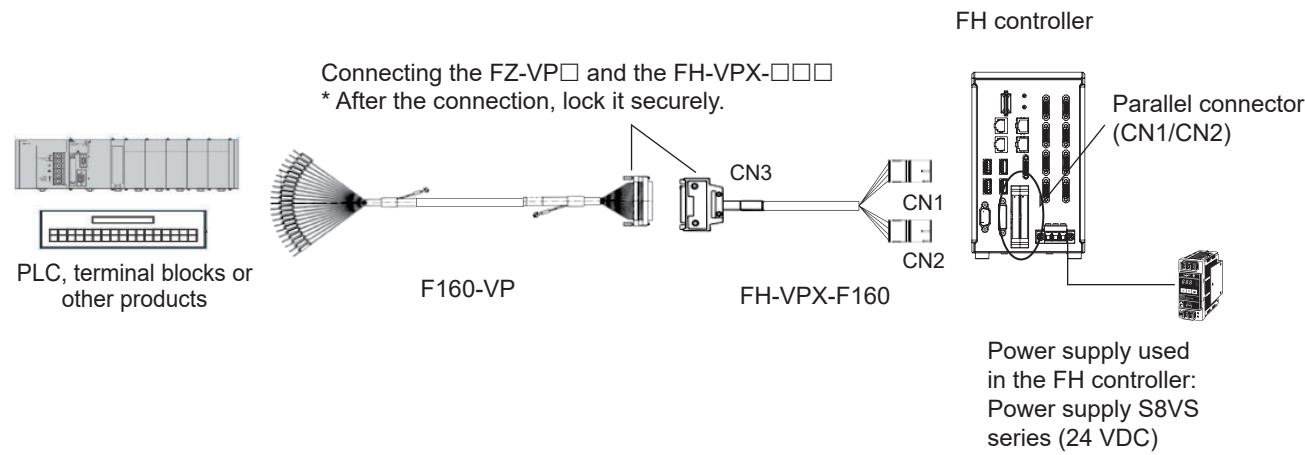 FH controller
Connecting the FZ-VP□ and the FH-VPX-□□□
* After the connection, lock it securely.
Parallel connector
(CN1/CN2)
CN3
CN1
CN2
PLC, terminal blocks or
other products
F160-VP
FH-VPX-F160
Power supply used
in the FH controller:
Power supply S8VS
series (24 VDC)